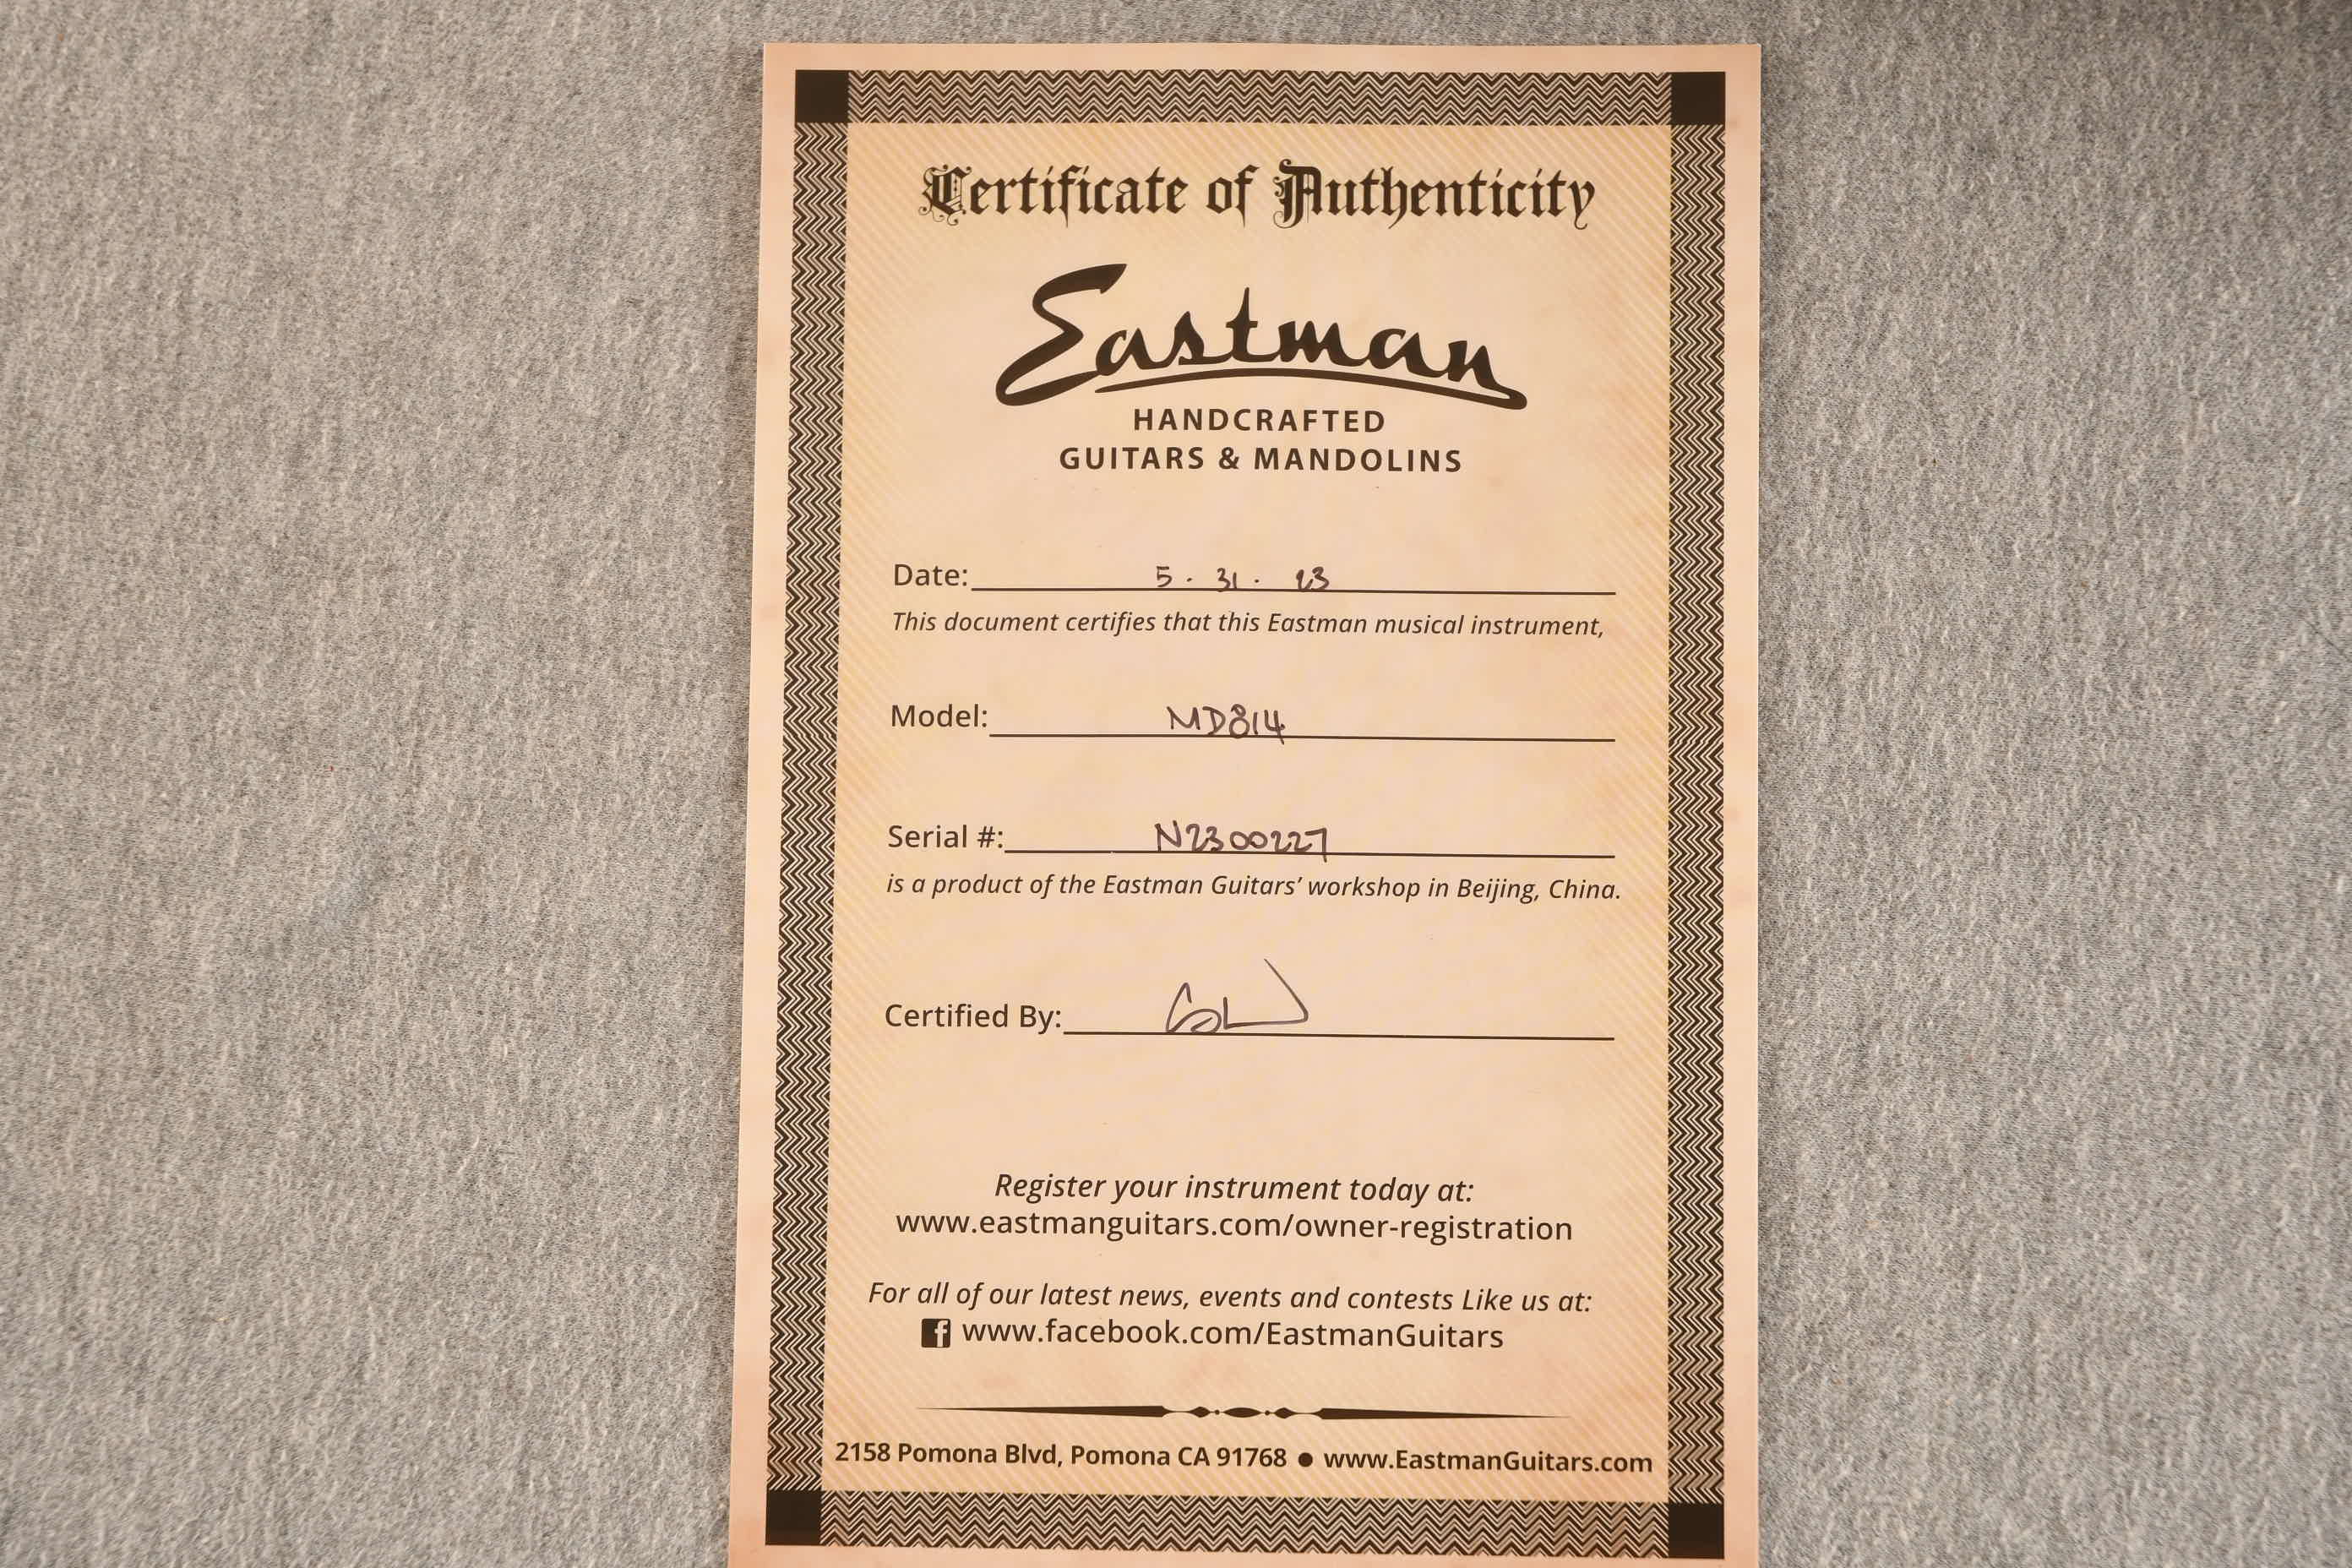 Certificate of Authenticity
Eastman
HANDCRAFTED
GUITARS & MANDOLINS
Date: 5 · 31 · 23
This document certifies that this Eastman musical instrument,
Model: MD814
Serial #: N2300227
is a product of the Eastman Guitars’ workshop in Beijing, China.
Certified By:
Register your instrument today at:
www.eastmanguitars.com/owner-registration
For all of our latest news, events and contests Like us at:
f www.facebook.com/EastmanGuitars
2158 Pomona Blvd, Pomona CA 91768 ● www.EastmanGuitars.com